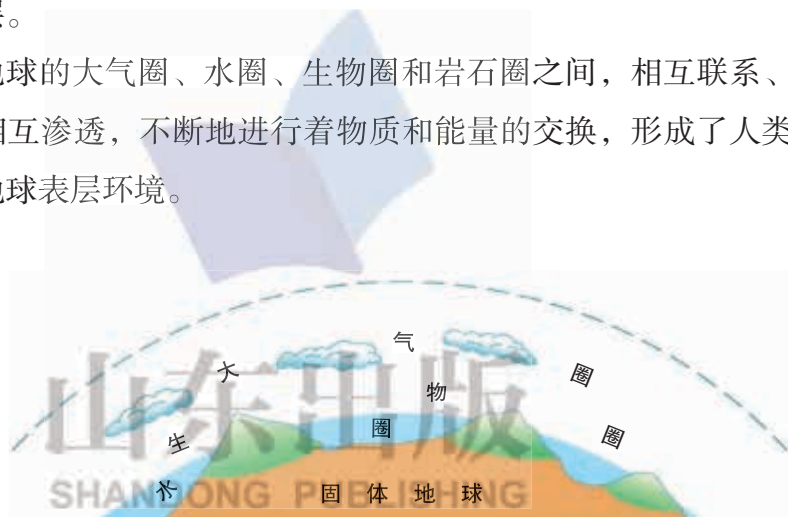 层。
地球的大气圈、水圈、生物圈和岩石圈之间，相互联系、
相互渗透，不断地进行着物质和能量的交换，形成了人类
地球表层环境。
大 气 圈
生 物 圈
水 圈
固 体 地 球
山东出版
SHANDONG PUBLISHING